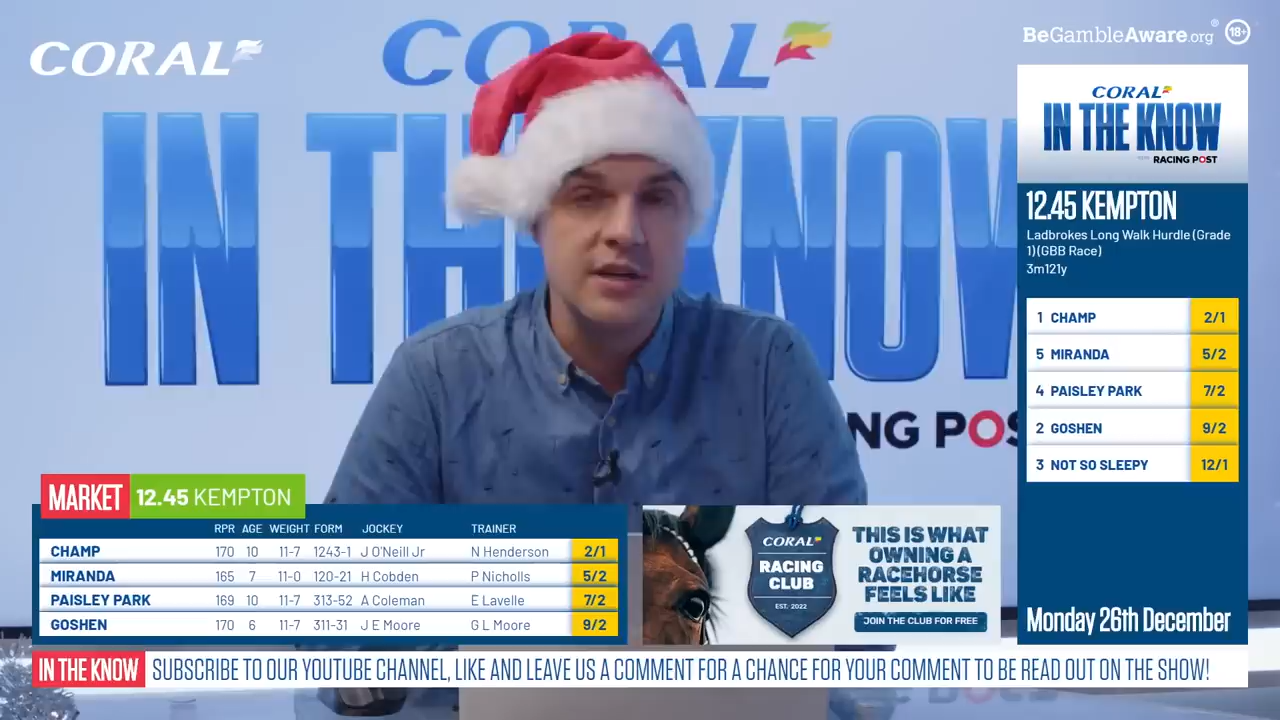 CORAL
CORAL
BeGambleAware.org® 18+
IN THE KNOW
NG POS
CORAL
IN THE KNOW
WITH RACING POST
12.45 KEMPTON
Ladbrokes Long Walk Hurdle (Grade
1) (GBB Race)
3m121y
1 CHAMP 2/1
5 MIRANDA 5/2
4 PAISLEY PARK 7/2
2 GOSHEN 9/2
3 NOT SO SLEEPY 12/1
Monday 26th December
MARKET 12.45 KEMPTON
RPR AGE WEIGHT FORM JOCKEY TRAINER
CHAMP 170 10 11-7 1243-1 J O'Neill Jr N Henderson 2/1
MIRANDA 165 7 11-0 120-21 H Cobden P Nicholls 5/2
PAISLEY PARK 169 10 11-7 313-52 A Coleman E Lavelle 7/2
GOSHEN 170 6 11-7 311-31 J E Moore G L Moore 9/2
CORAL
RACING
CLUB
EST. 2022
THIS IS WHAT
OWNING A
RACEHORSE
FEELS LIKE
JOIN THE CLUB FOR FREE
IN THE KNOW SUBSCRIBE TO OUR YOUTUBE CHANNEL, LIKE AND LEAVE US A COMMENT FOR A CHANCE FOR YOUR COMMENT TO BE READ OUT ON THE SHOW!